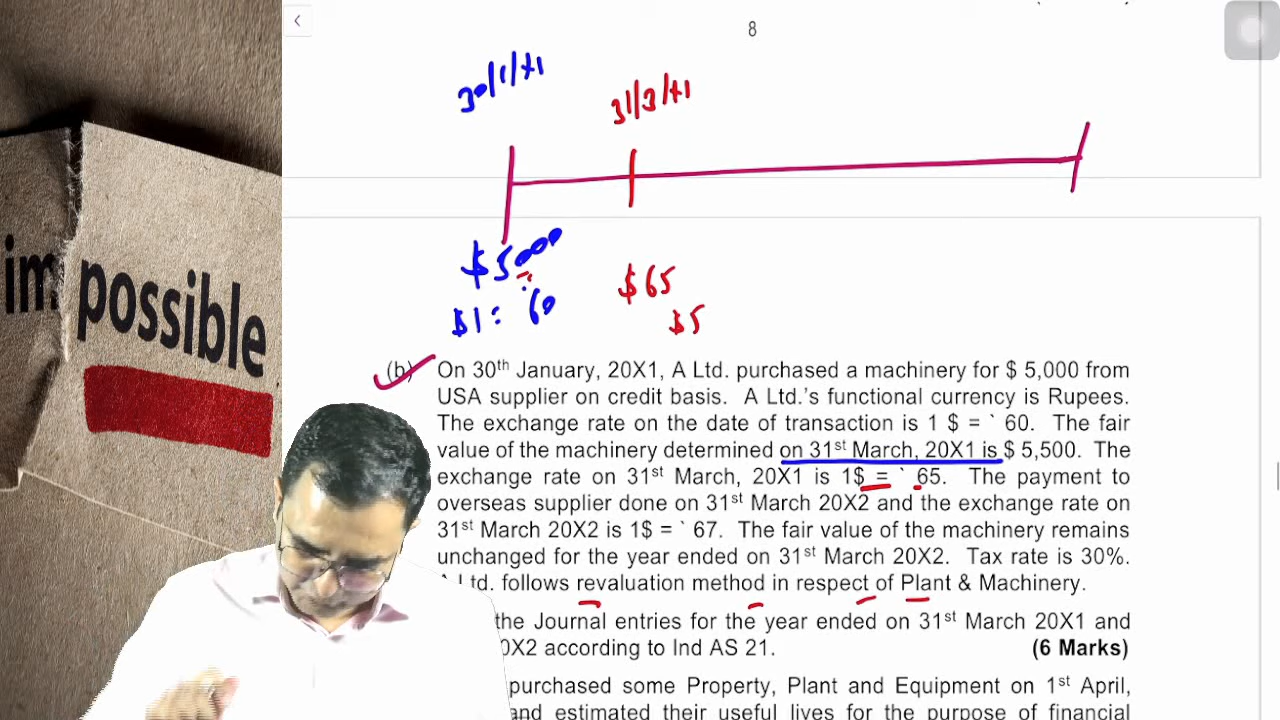 8
30/1/x1
31/3/x1
$ 5000
$1 = 60
$ 65
$5
im possible
(b) On 30th January, 20X1, A Ltd. purchased a machinery for $ 5,000 from
USA supplier on credit basis. A Ltd.'s functional currency is Rupees.
The exchange rate on the date of transaction is 1 $ = ` 60. The fair
value of the machinery determined on 31st March, 20X1 is $ 5,500. The
exchange rate on 31st March, 20X1 is 1$ = ` 65. The payment to
overseas supplier done on 31st March 20X2 and the exchange rate on
31st March 20X2 is 1$ = ` 67. The fair value of the machinery remains
unchanged for the year ended on 31st March 20X2. Tax rate is 30%.
Ltd. follows revaluation method in respect of Plant & Machinery.
the Journal entries for the year ended on 31st March 20X1 and
0X2 according to Ind AS 21. (6 Marks)
purchased some Property, Plant and Equipment on 1st April,
and estimated their useful lives for the purpose of financial